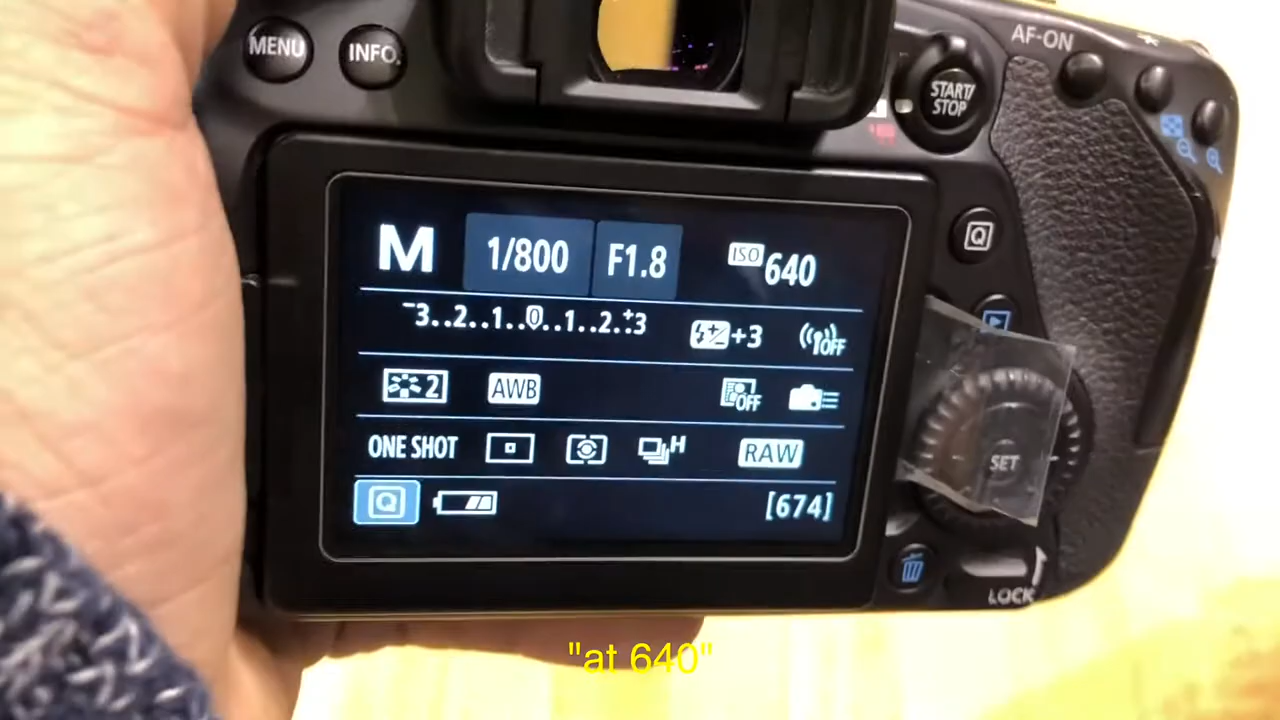 MENU
INFO.
AF-ON
START/
STOP
M 1/800 F1.8 ISO 640
-3..2..1..0..1..2..+3 +3 OFF
2 AWB OFF
ONE SHOT H RAW
Q [674]
Q
SET
LOCK
"at 640"